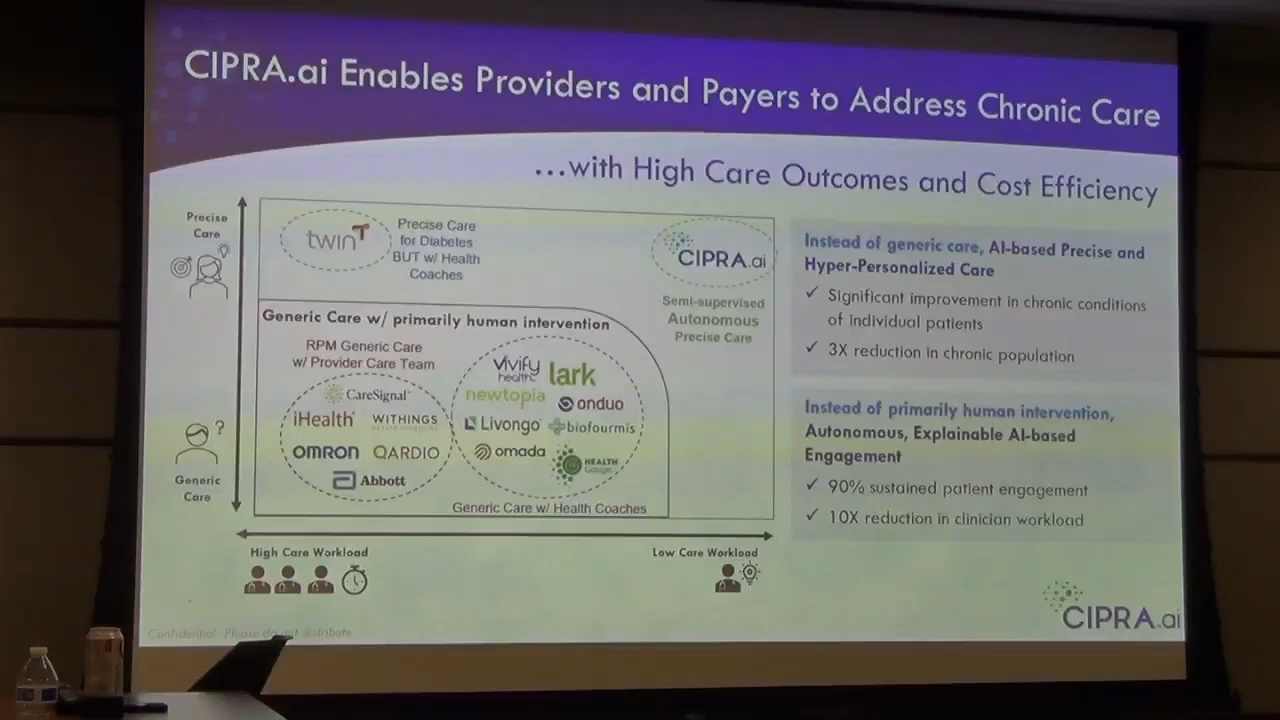 CIPRA.ai Enables Providers and Payers to Address Chronic Care
...with High Care Outcomes and Cost Efficiency
Precise
Care
twin
Precise Care
for Diabetes
BUT w/ Health
Coaches
CIPRA.ai
Semi-supervised
Autonomous
Precise Care
Generic Care w/ primarily human intervention
RPM Generic Care
w/ Provider Care Team
CareSignal
iHealth
WITHINGS
OMRON
QARDIO
Abbott
Vivify
health
lark
newtopia
onduo
Livongo
biofourmis
omada
HEALTH
Gauge
Generic Care w/ Health Coaches
?
Generic
Care
High Care Workload
Low Care Workload
Instead of generic care, AI-based Precise and
Hyper-Personalized Care
✓ Significant improvement in chronic conditions
of individual patients
✓ 3X reduction in chronic population
Instead of primarily human intervention,
Autonomous, Explainable AI-based
Engagement
✓ 90% sustained patient engagement
✓ 10X reduction in clinician workload
CIPRA.ai
Confidential. Please do not distribute